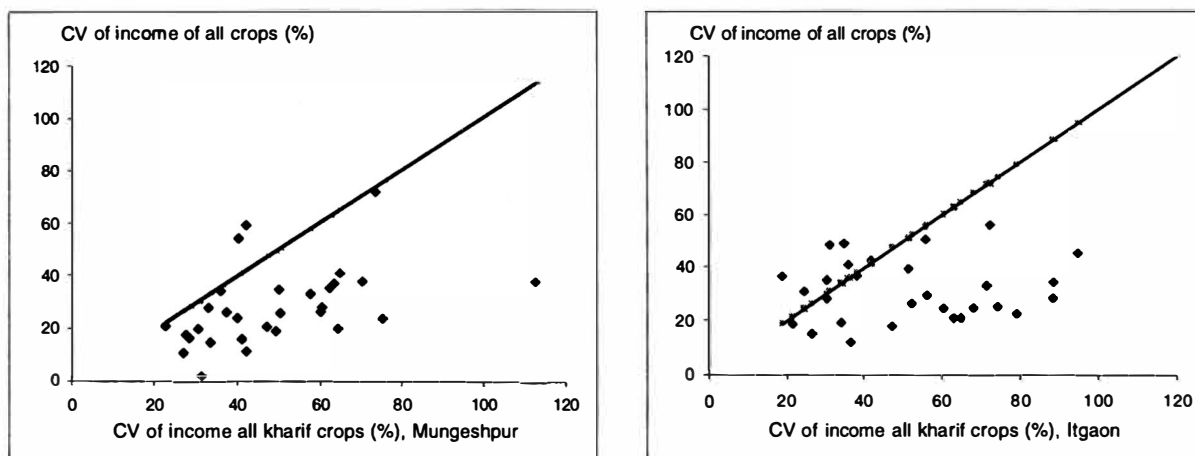 CV of income of all crops (%)
120
100
80
60
40
20
0
0 20 40 60 80 100 120
CV of income all kharif crops (%), Mungeshpur
CV of income of all crops (%)
120
100
80
60
40
20
0
0 20 40 60 80 100 120
CV of income all kharif crops (%), Itgaon